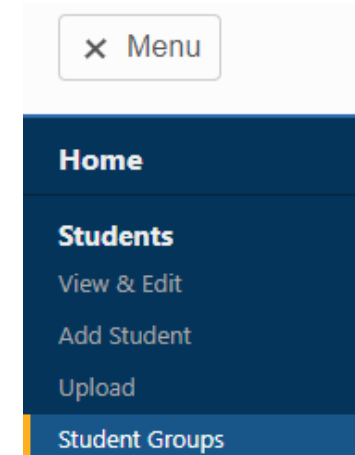 × Menu
Home
Students
View & Edit
Add Student
Upload
Student Groups